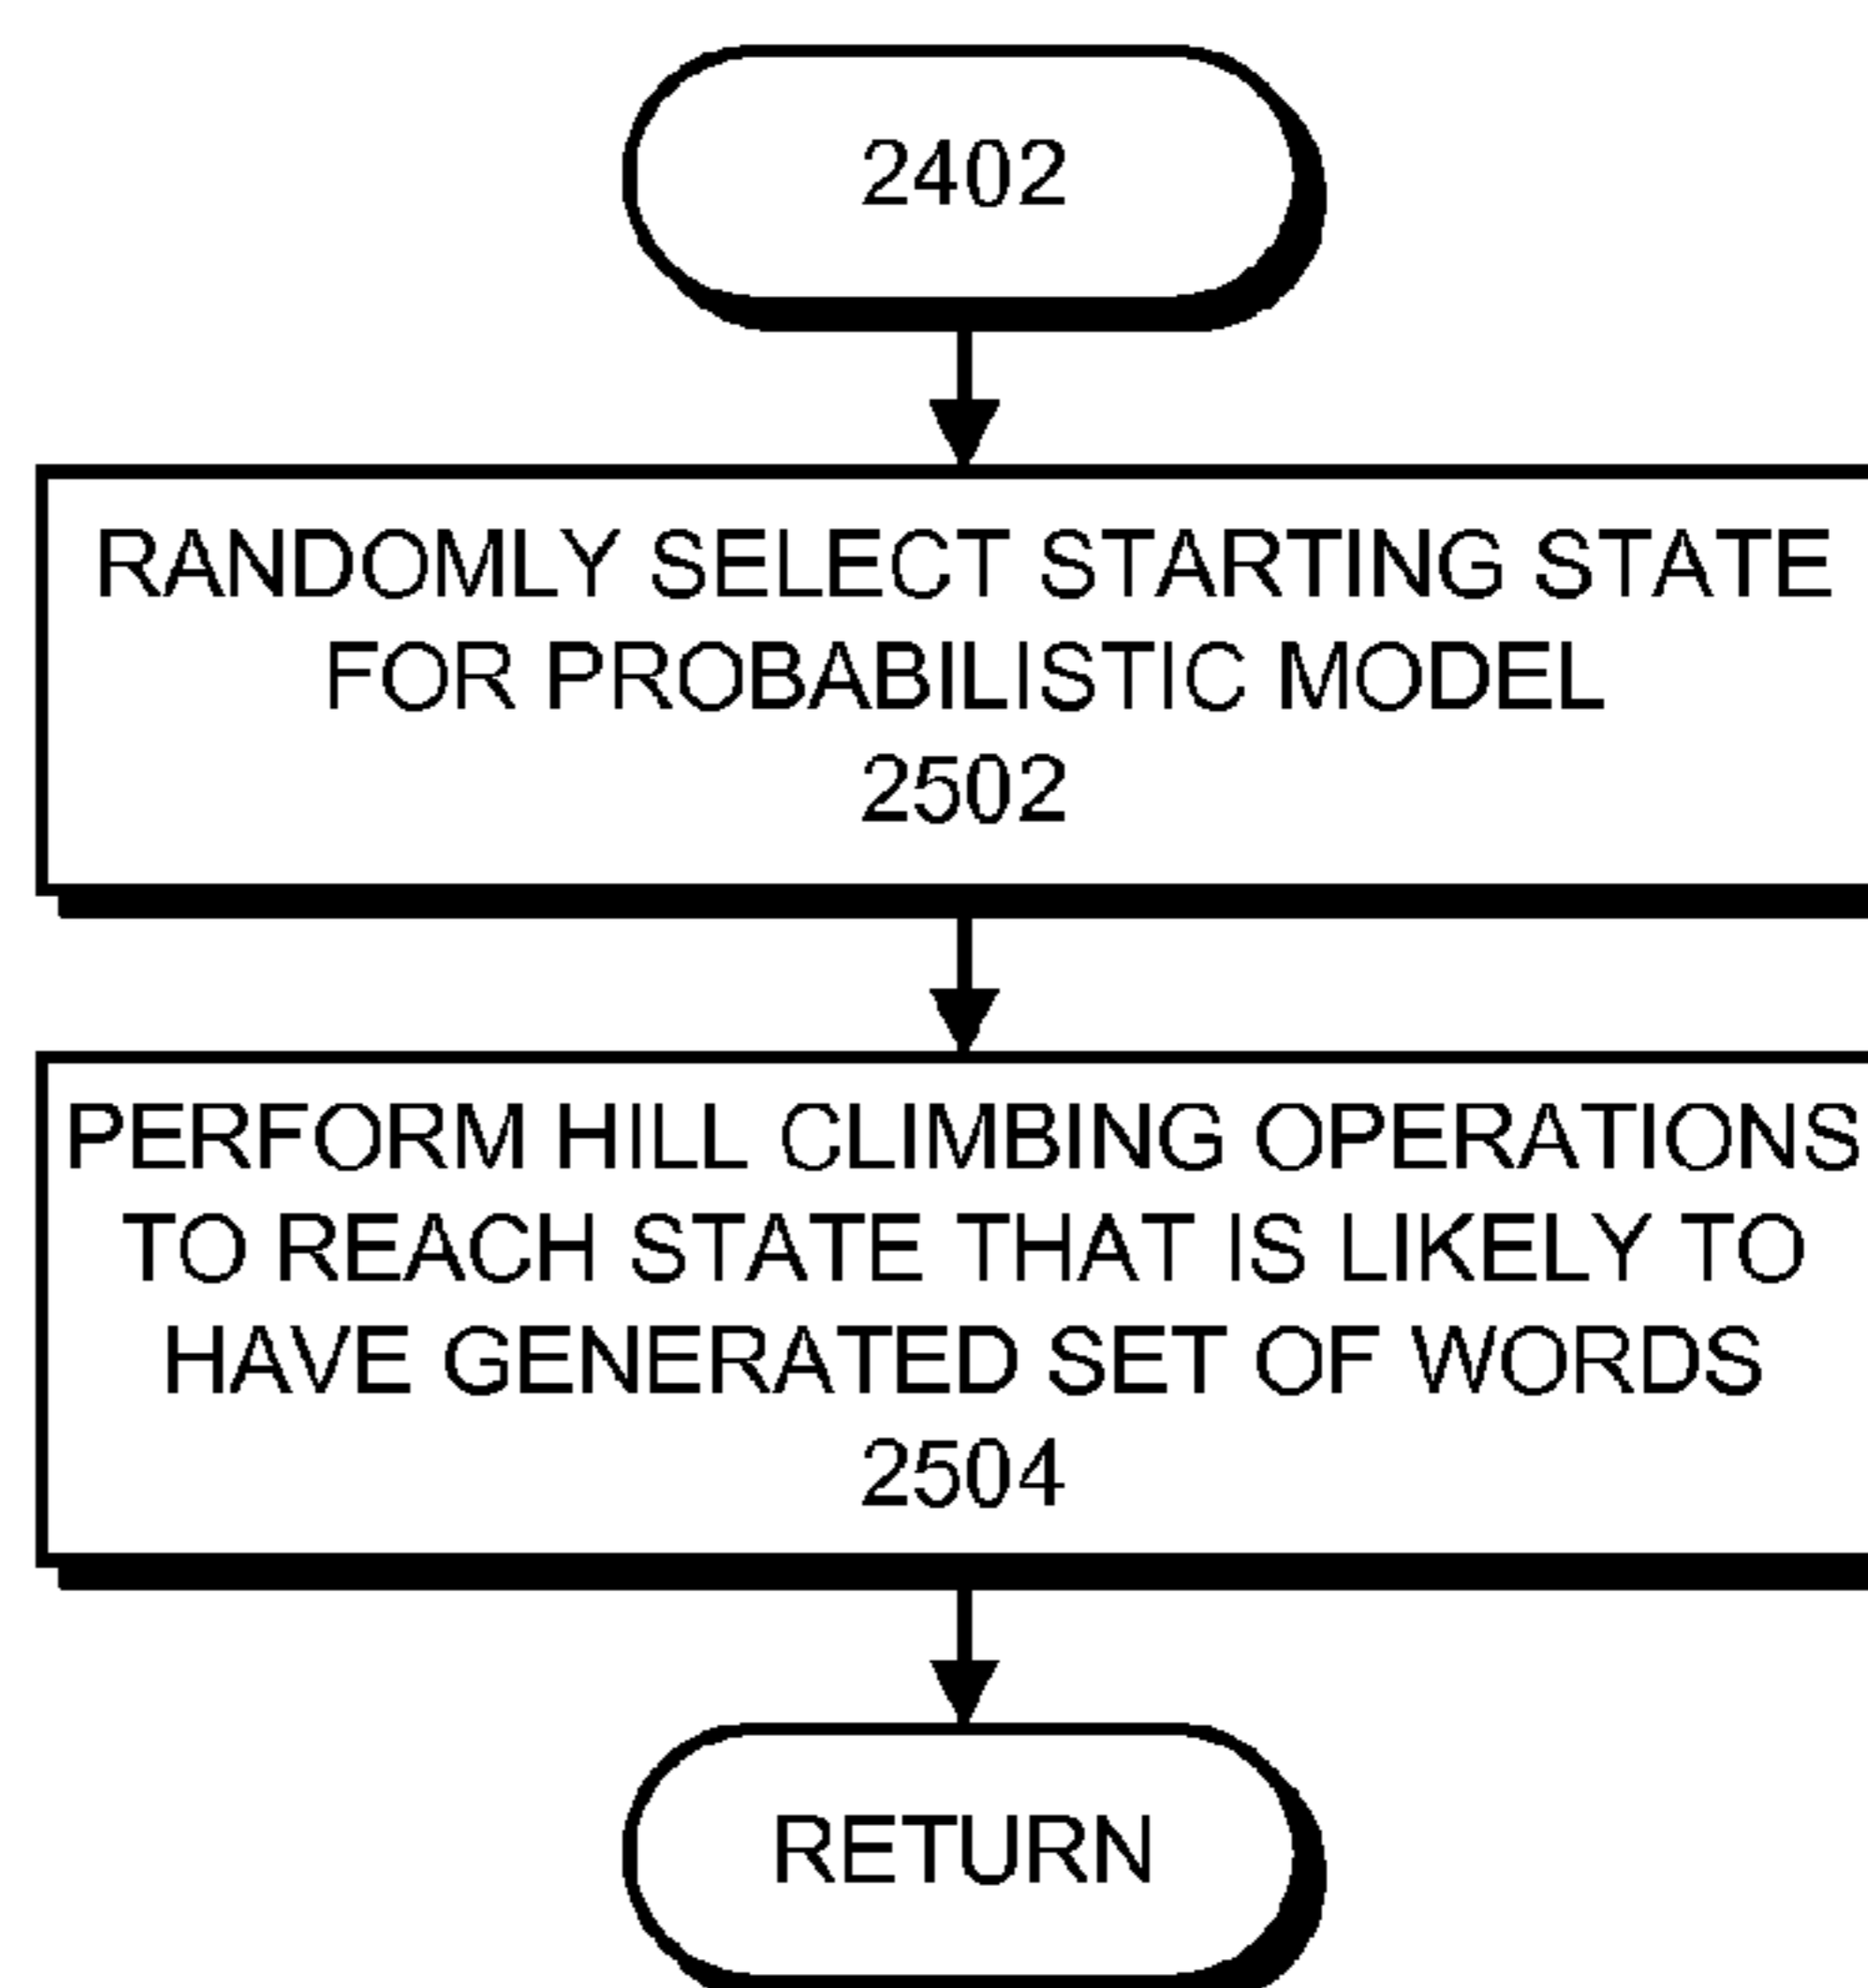 2402
RANDOMLY SELECT STARTING STATE
FOR PROBABILISTIC MODEL
2502
PERFORM HILL CLIMBING OPERATIONS
TO REACH STATE THAT IS LIKELY TO
HAVE GENERATED SET OF WORDS
2504
RETURN